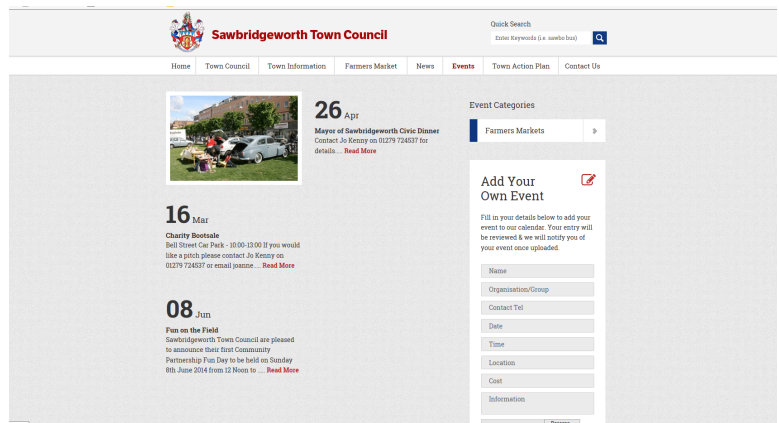 Sawbridgeworth Town Council
Quick Search
Enter Keywords (i.e. sawbo bus)
Home Town Council Town Information Farmers Market News Events Town Action Plan Contact Us
26 Apr
Mayor of Sawbridgeworth Civic Dinner
Contact Jo Kenny on 01279 724537 for
details.... Read More
16 Mar
Charity Bootsale
Bell Street Car Park - 10:00-13:00 If you would
like a pitch please contact Jo Kenny on
01279 724537 or email joanne.... Read More
08 Jun
Fun on the Field
Sawbridgeworth Town Council are pleased
to announce their first Community
Partnership Fun Day to be held on Sunday
8th June 2014 from 12 Noon to .... Read More
Event Categories
Farmers Markets
Add Your
Own Event
Fill in your details below to add your
event to our calendar. Your entry will
be reviewed & we will notify you of
your event once uploaded.
Name
Organisation/Group
Contact Tel
Date
Time
Location
Cost
Information